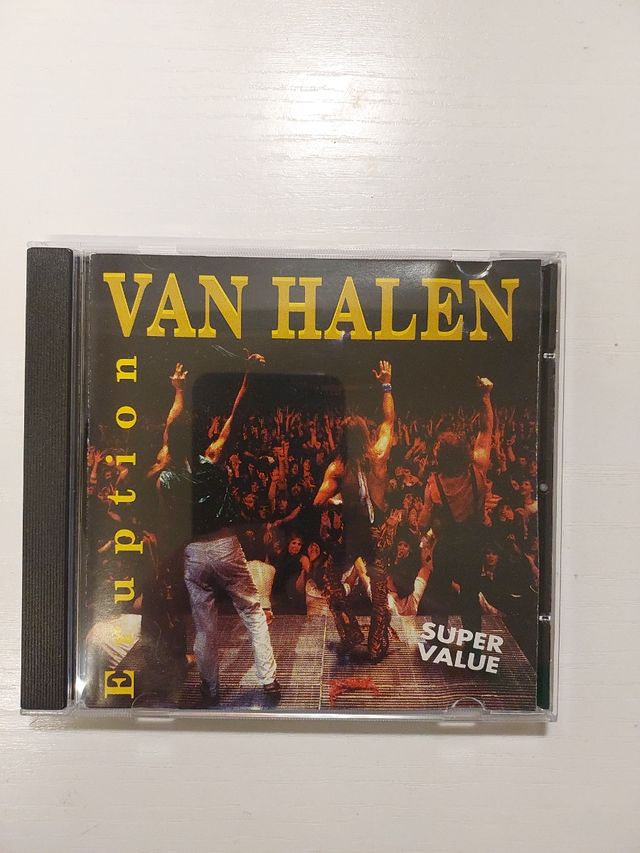 VAN HALEN
Eruption
SUPER
VALUE